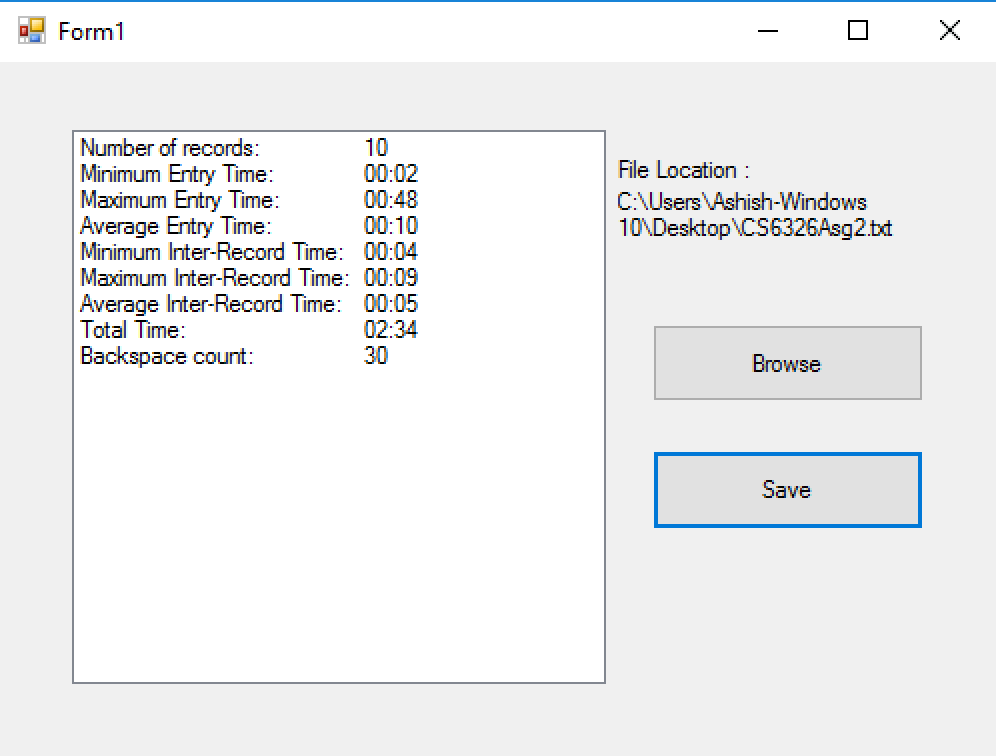 Form1
Number of records: 10
Minimum Entry Time: 00:02
Maximum Entry Time: 00:48
Average Entry Time: 00:10
Minimum Inter-Record Time: 00:04
Maximum Inter-Record Time: 00:09
Average Inter-Record Time: 00:05
Total Time: 02:34
Backspace count: 30
File Location :
C:\Users\Ashish-Windows
10\Desktop\CS6326Asg2.txt
Browse
Save